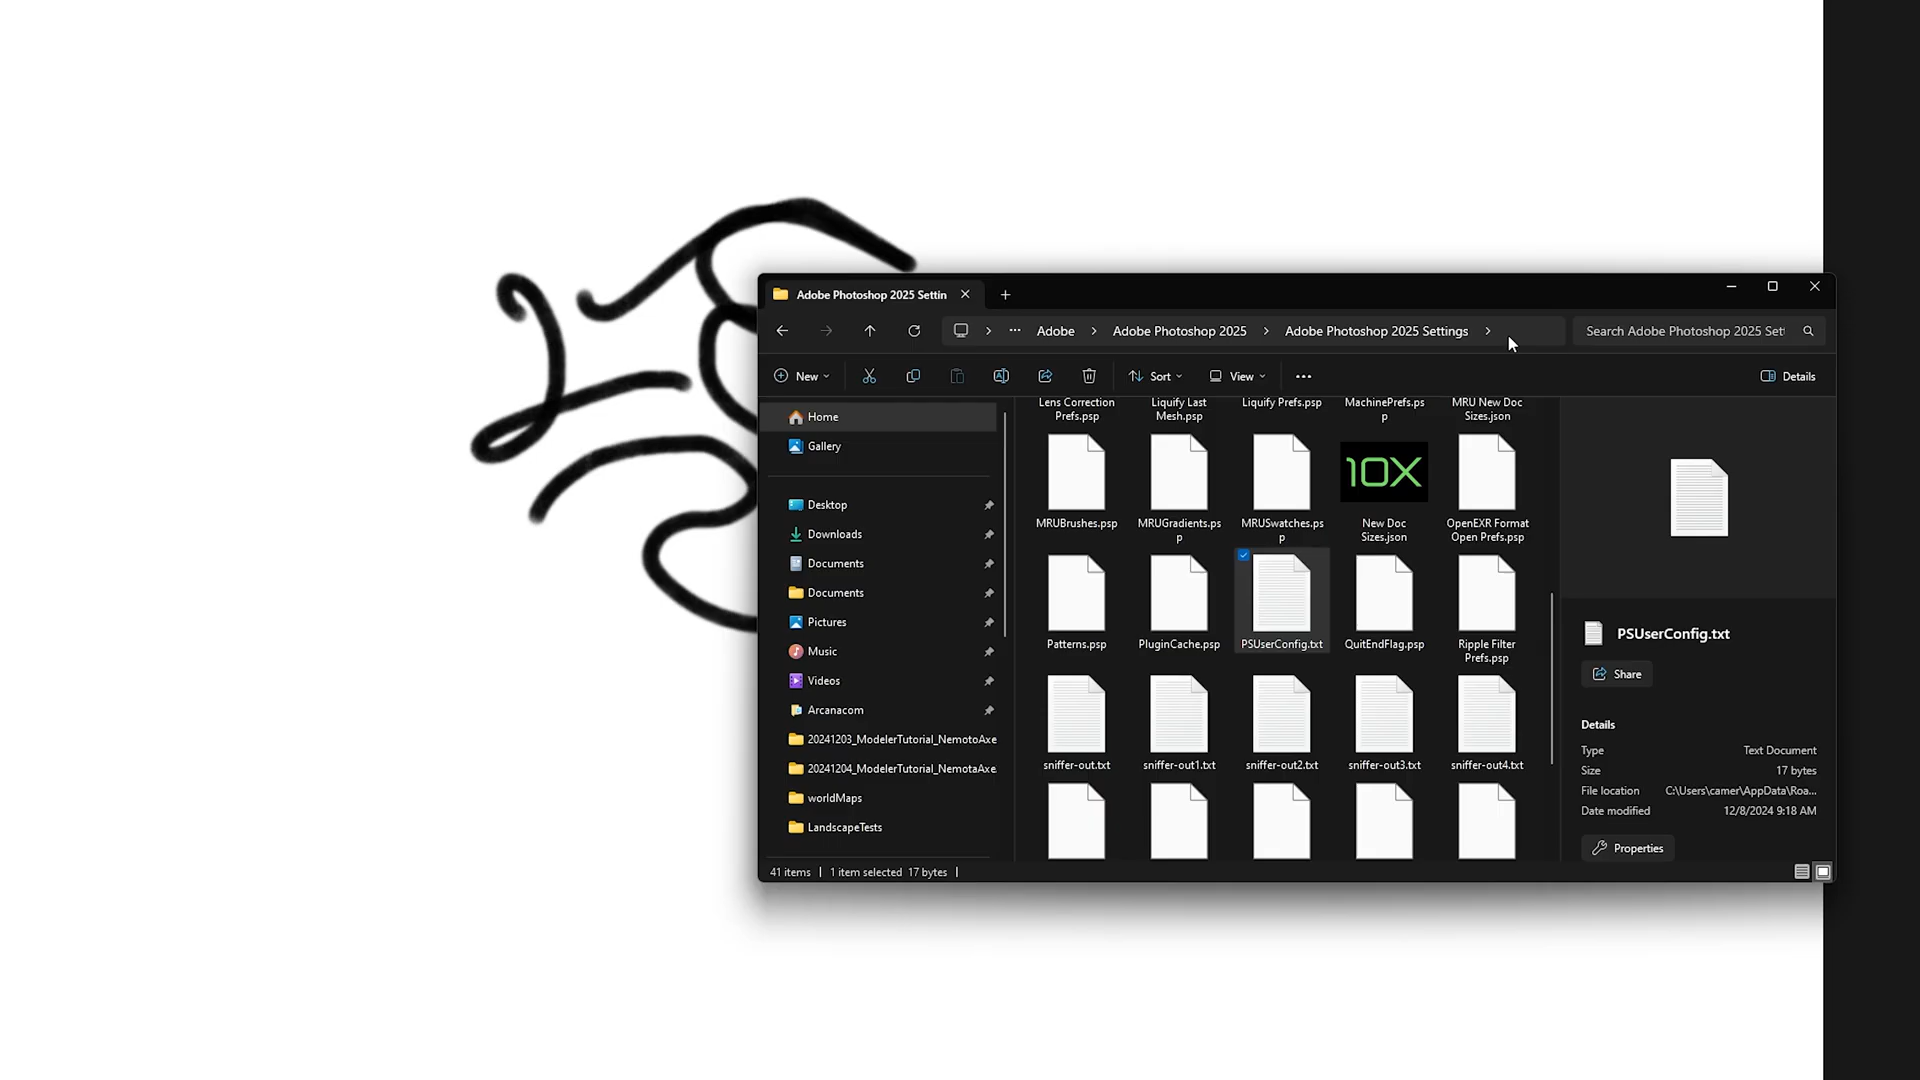 Adobe Photoshop 2025 Settin
Adobe
Adobe Photoshop 2025
Adobe Photoshop 2025 Settings
Search Adobe Photoshop 2025 Set
New
Sort
View
Details
Home
Gallery
Desktop
Downloads
Documents
Documents
Pictures
Music
Videos
Arcanacom
20241203_ModelerTutorial_NemotoAxe
20241204_ModelerTutorial_NemotaAxe.
worldMaps
LandscapeTests
Lens Correction
Prefs.psp
Liquify Last
Mesh.psp
Liquify Prefs.psp
MachinePrefs.ps
p
MRU New Doc
Sizes.json
10X
MRUBrushes.psp
MRUGradients.ps
p
MRUSwatches.ps
p
New Doc
Sizes.json
OpenEXR Format
Open Prefs.psp
Patterns.psp
PluginCache.psp
PSUserConfig.txt
QuitEndFlag.psp
Ripple Filter
Prefs.psp
sniffer-out.txt
sniffer-out1.txt
sniffer-out2.txt
sniffer-out3.txt
sniffer-out4.txt
PSUserConfig.txt
Share
Details
Type Text Document
Size 17 bytes
File location C:\Users\camer\AppData\Roa...
Date modified 12/8/2024 9:18 AM
Properties
41 items | 1 item selected 17 bytes |